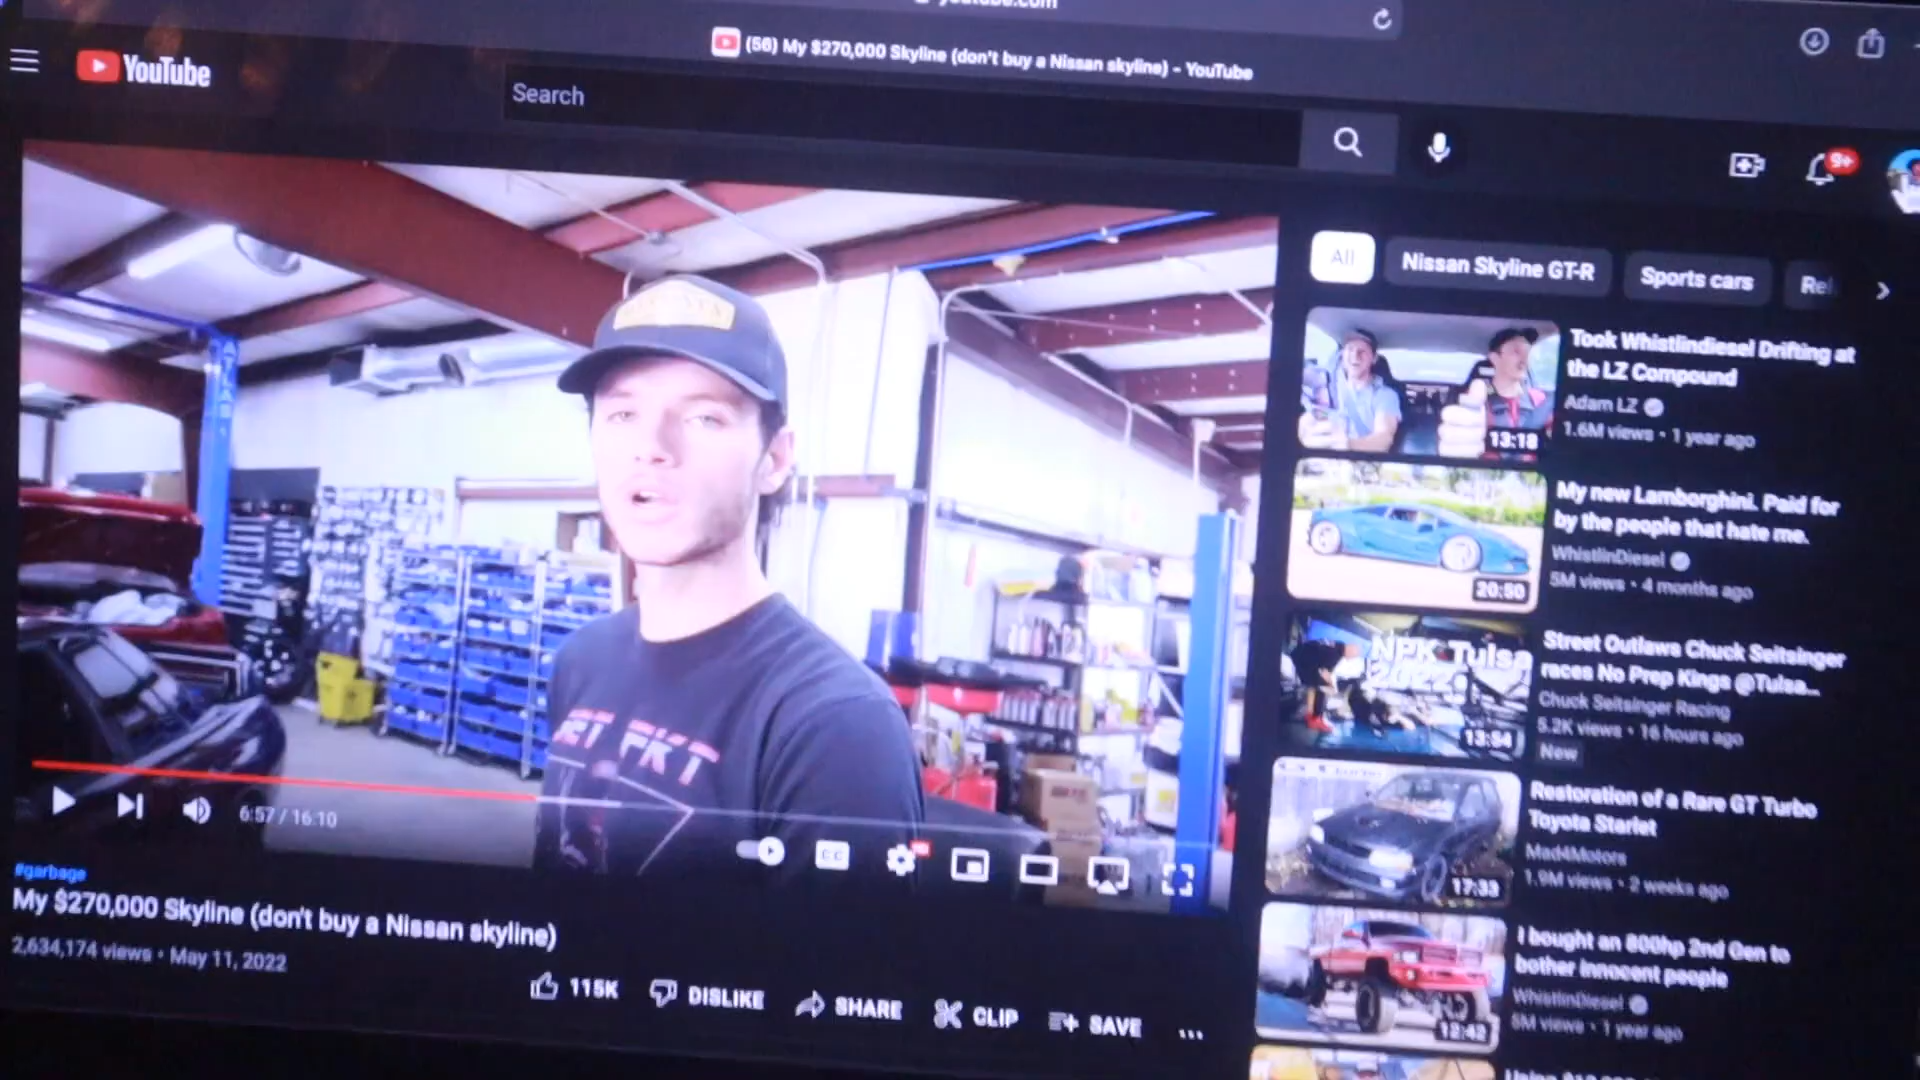 youtube.com
(56) My $270,000 Skyline (don't buy a Nissan skyline) - YouTube
YouTube
Search
9+
All
Nissan Skyline GT-R
Sports cars
Rel
ATLAS
Took Whistlindiesel Drifting at
the LZ Compound
Adam LZ
1.6M views • 1 year ago
13:18
My new Lamborghini. Paid for
by the people that hate me.
WhistlinDiesel
5M views • 4 months ago
20:50
NPK Tulsa
2022
Street Outlaws Chuck Seitsinger
races No Prep Kings @Tulsa...
Chuck Seitsinger Racing
5.2K views • 16 hours ago
New
13:54
Restoration of a Rare GT Turbo
Toyota Starlet
Mad4Motors
1.9M views • 2 weeks ago
17:33
I bought an 800hp 2nd Gen to
bother innocent people
WhistlinDiesel
5M views • 1 year ago
12:42
6:57 / 16:10
CC
HD
#garbage
My $270,000 Skyline (don't buy a Nissan skyline)
2,634,174 views • May 11, 2022
115K
DISLIKE
SHARE
CLIP
SAVE
...